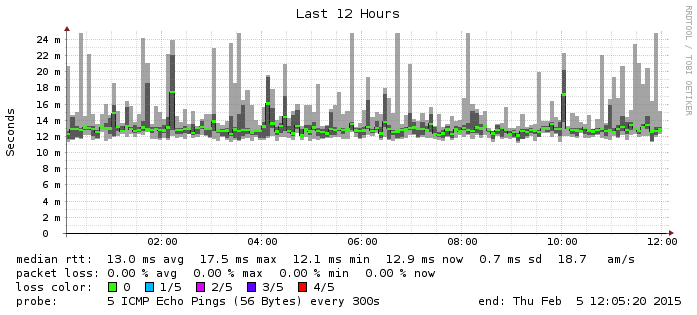 Last 12 Hours
RRDTOOL / TOBI OETIKER
Seconds
24 m
22 m
20 m
18 m
16 m
14 m
12 m
10 m
8 m
6 m
4 m
2 m
0
02:00 04:00 06:00 08:00 10:00 12:00
median rtt: 13.0 ms avg 17.5 ms max 12.1 ms min 12.9 ms now 0.7 ms sd 18.7 am/s
packet loss: 0.00 % avg 0.00 % max 0.00 % min 0.00 % now
loss color: 0 1/5 2/5 3/5 4/5
probe: 5 ICMP Echo Pings (56 Bytes) every 300s end: Thu Feb 5 12:05:20 2015